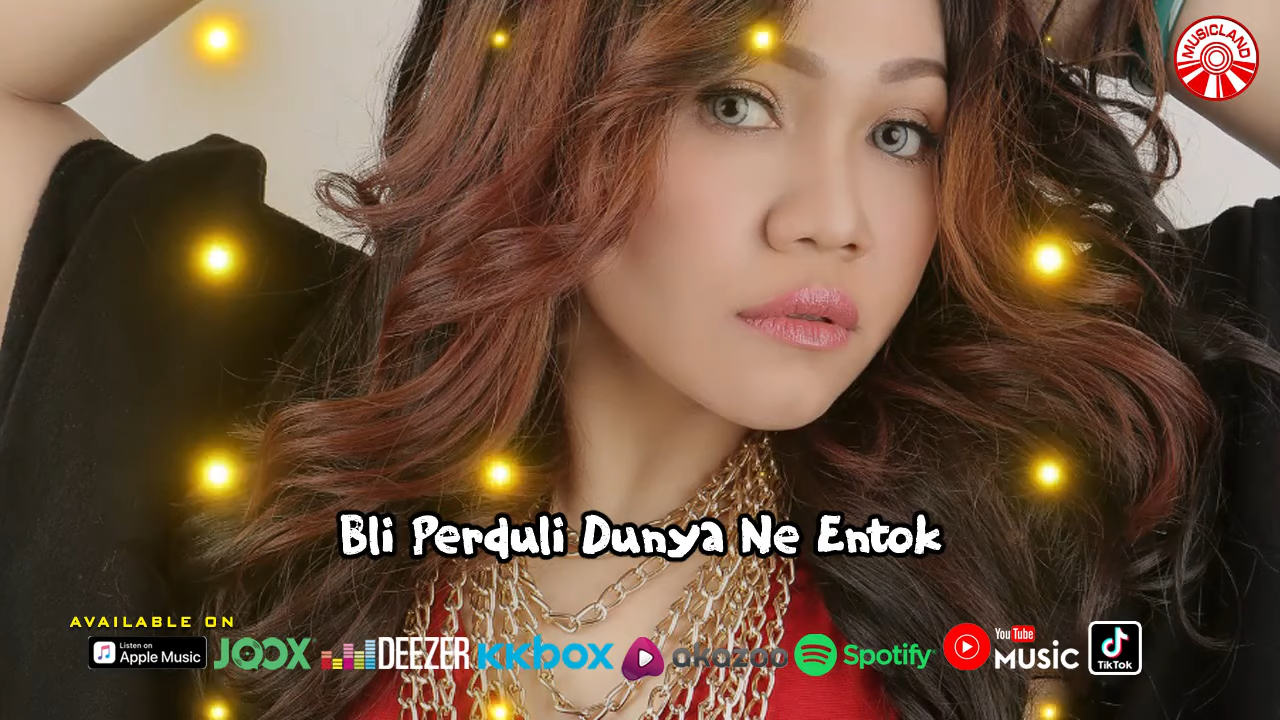 MUSICLAND
Bli Perduli Dunya Ne Entok
AVAILABLE ON
Listen on
Apple Music
JOOX
DEEZER
KKBOX
akazoo
Spotify
YouTube
MUSIC
TikTok